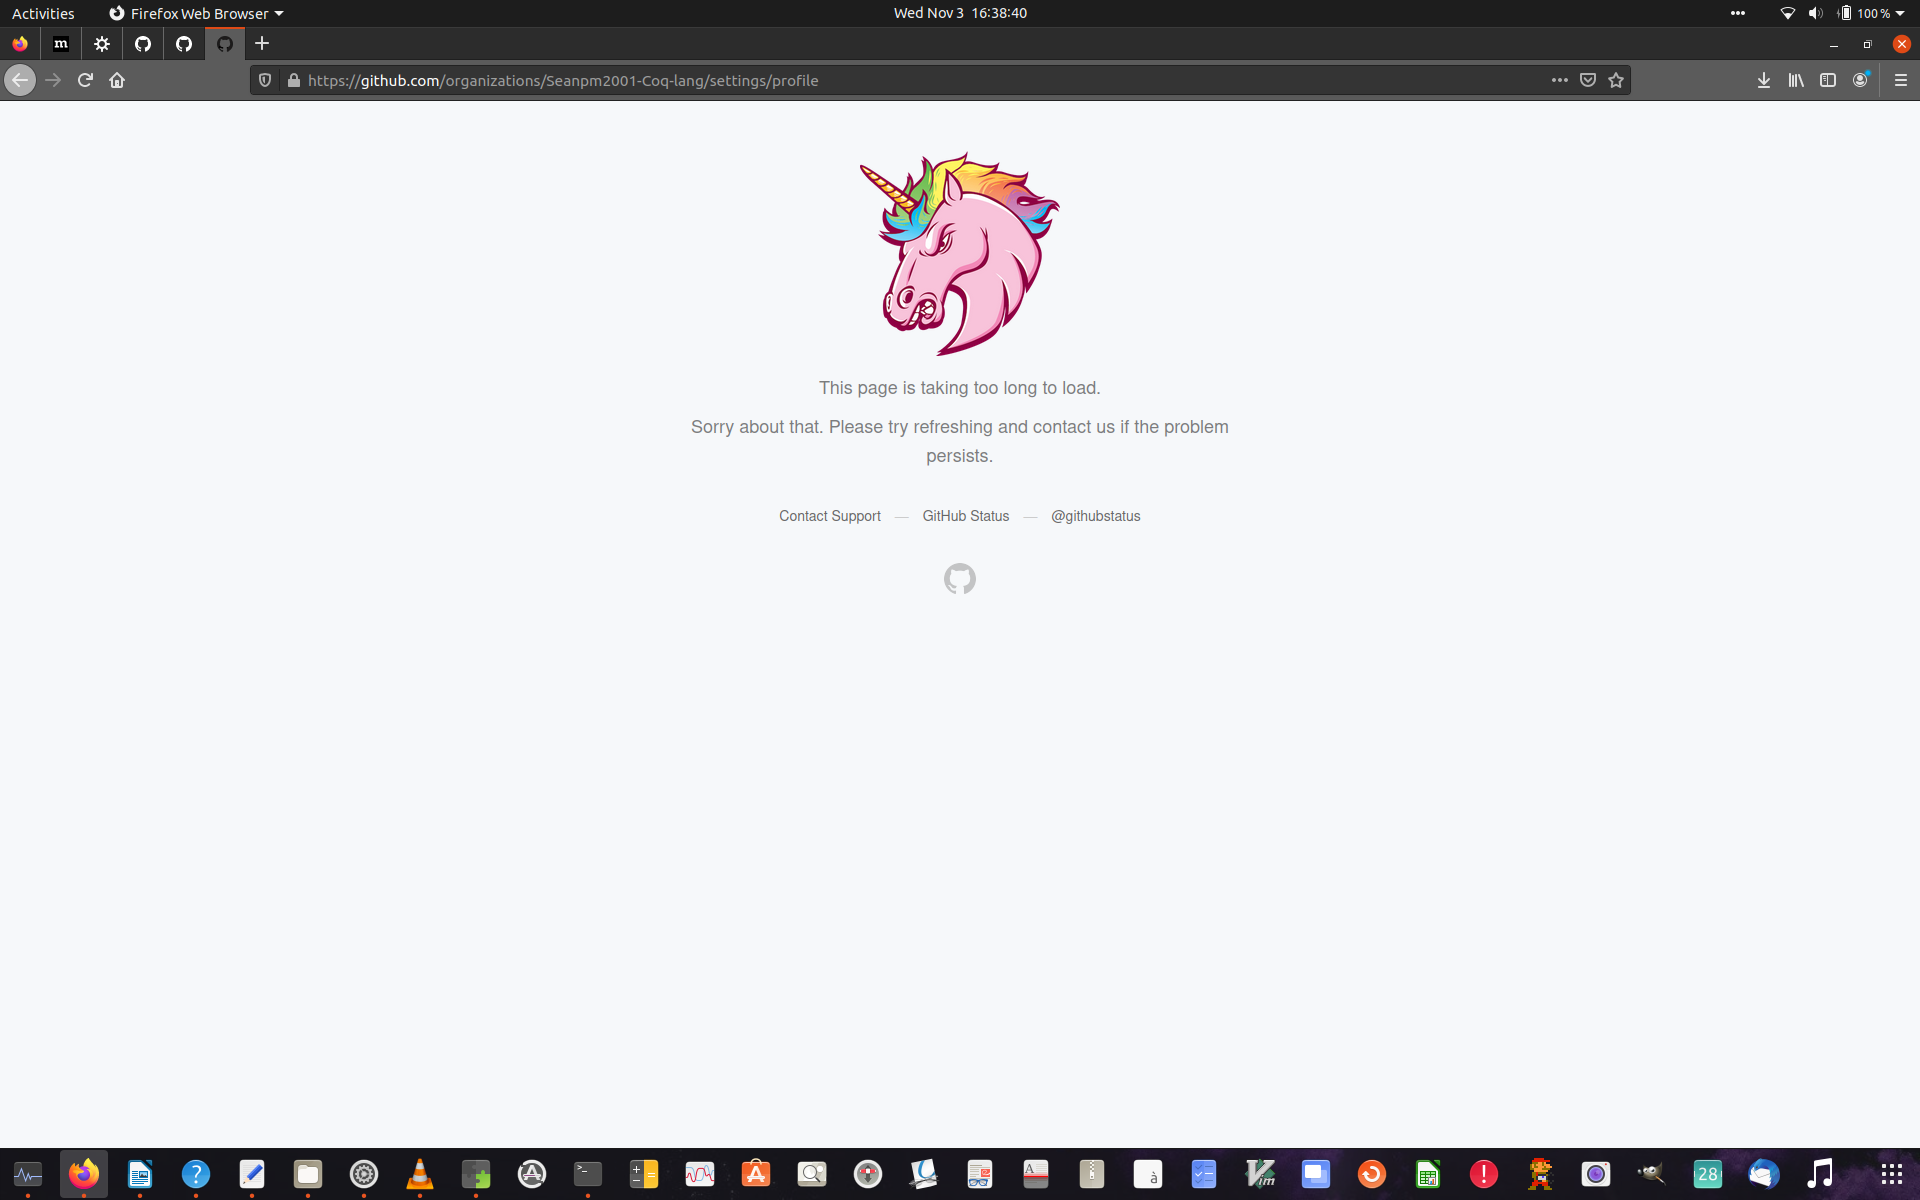 Activities
Firefox Web Browser
Wed Nov 3 16:38:40
100 %
m
https://github.com/organizations/Seanpm2001-Coq-lang/settings/profile
This page is taking too long to load.
Sorry about that. Please try refreshing and contact us if the problem
persists.
Contact Support — GitHub Status — @githubstatus
?
>_
A
à
Vim
!
28